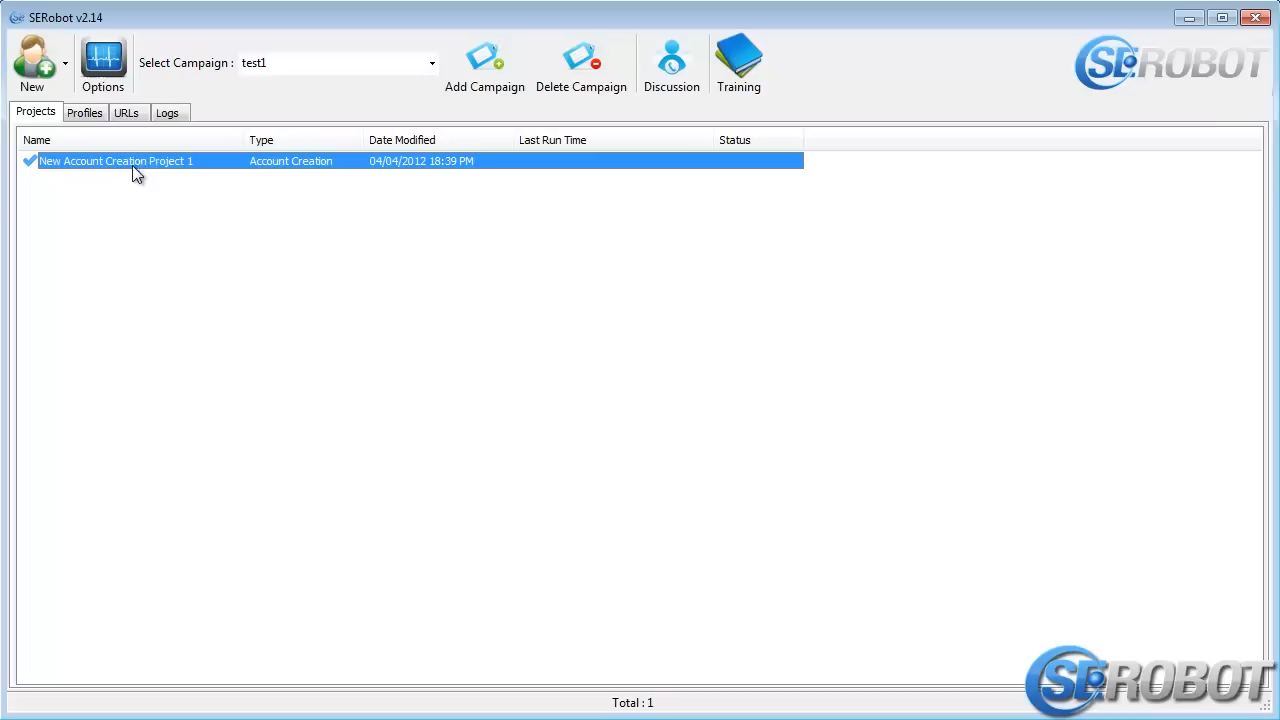 SERobot v2.14
New
Options
Select Campaign : test1
Add Campaign
Delete Campaign
Discussion
Training
SEROBOT
Projects Profiles URLs Logs
Name Type Date Modified Last Run Time Status
New Account Creation Project 1 Account Creation 04/04/2012 18:39 PM
Total : 1
SEROBOT